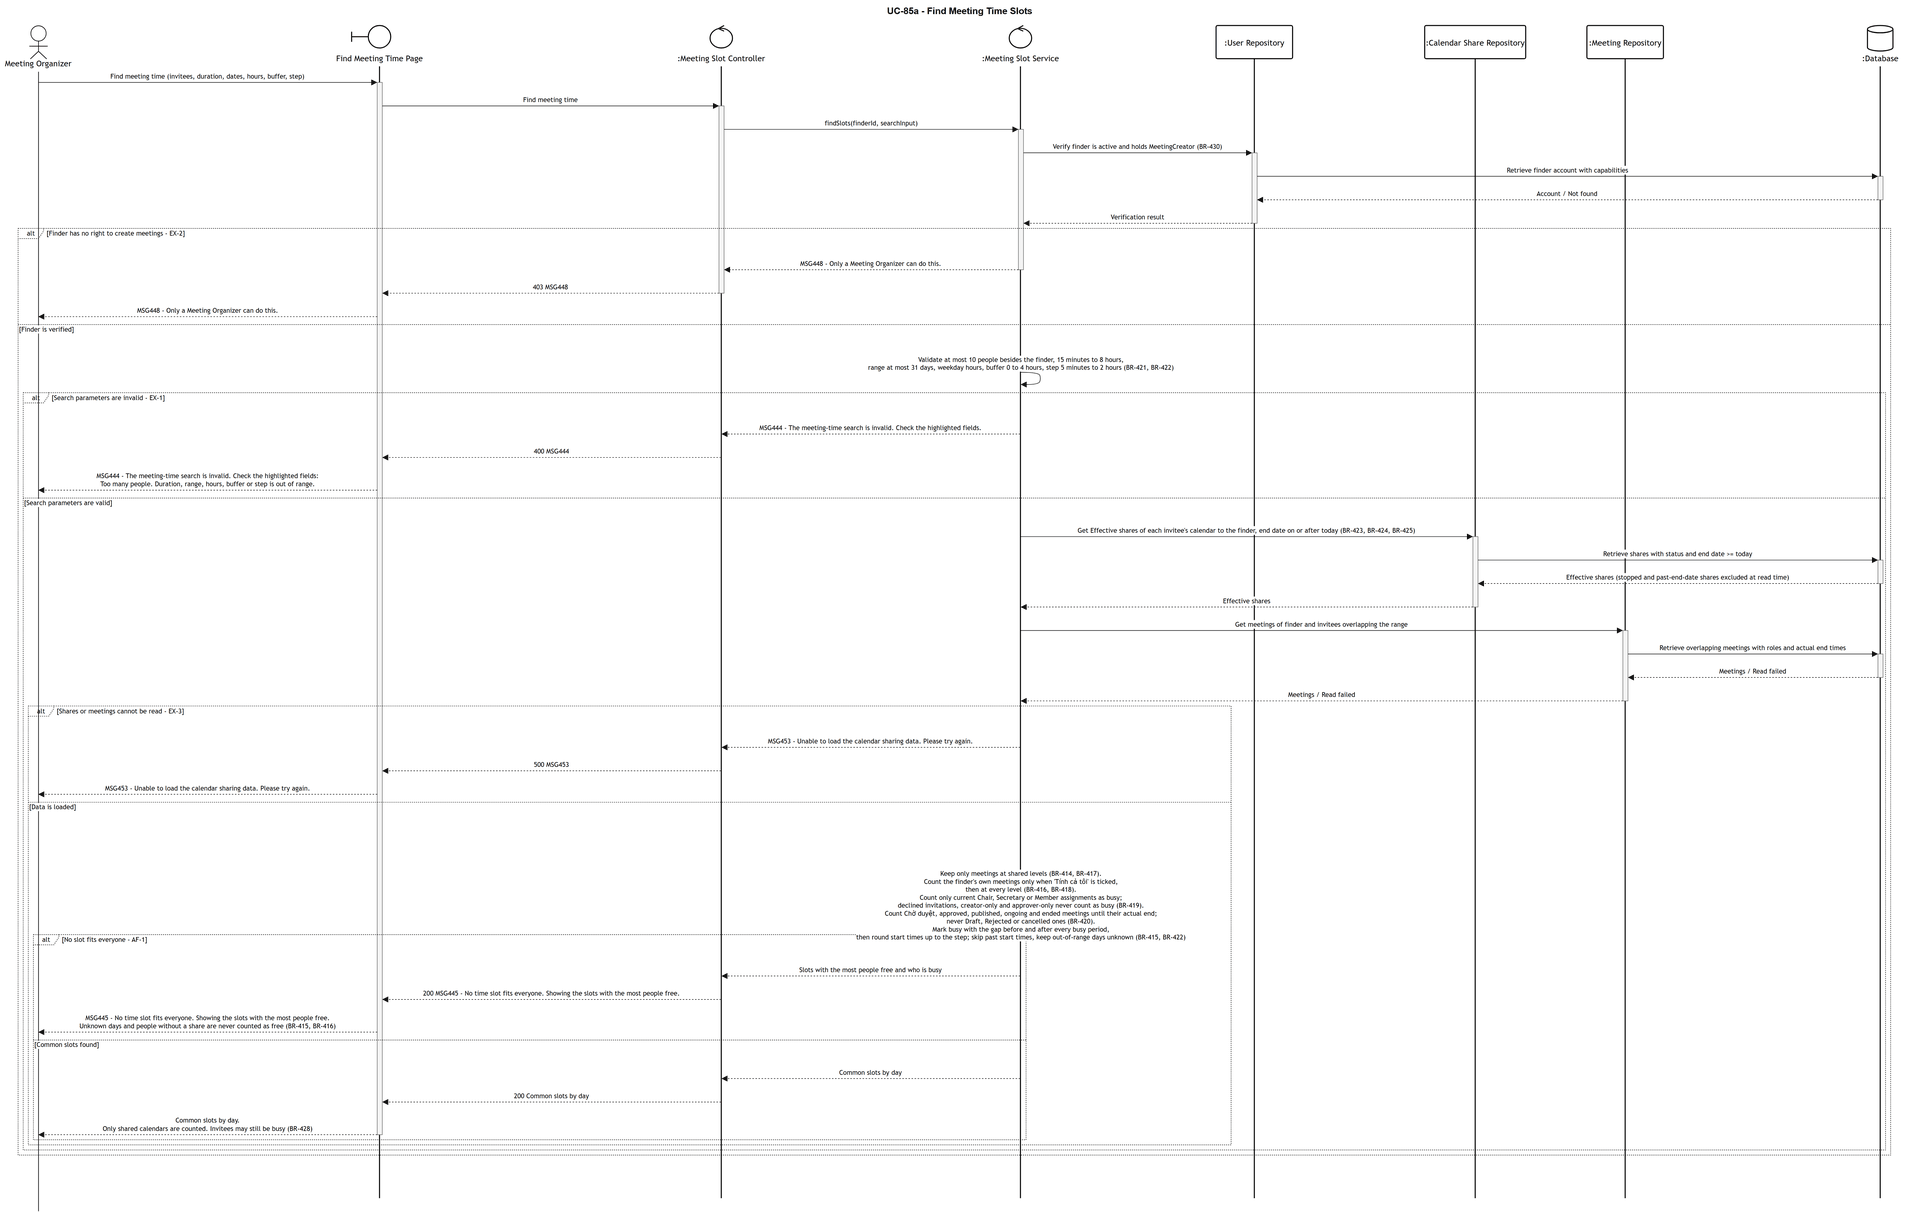 UC-85a - Find Meeting Time Slots
Meeting Organizer
Find Meeting Time Page
:Meeting Slot Controller
:Meeting Slot Service
:User Repository
:Calendar Share Repository
:Meeting Repository
:Database
Find meeting time (invitees, duration, dates, hours, buffer, step)
Find meeting time
findSlots(finderId, searchInput)
Verify finder is active and holds MeetingCreator (BR-430)
Retrieve finder account with capabilities
Account / Not found
Verification result
alt [Finder has no right to create meetings - EX-2]
MSG448 - Only a Meeting Organizer can do this.
403 MSG448
MSG448 - Only a Meeting Organizer can do this.
[Finder is verified]
Validate at most 10 people besides the finder, 15 minutes to 8 hours,
range at most 31 days, weekday hours, buffer 0 to 4 hours, step 5 minutes to 2 hours (BR-421, BR-422)
alt [Search parameters are invalid - EX-1]
MSG444 - The meeting-time search is invalid. Check the highlighted fields.
400 MSG444
MSG444 - The meeting-time search is invalid. Check the highlighted fields:
Too many people. Duration, range, hours, buffer or step is out of range.
[Search parameters are valid]
Get Effective shares of each invitee's calendar to the finder, end date on or after today (BR-423, BR-424, BR-425)
Retrieve shares with status and end date >= today
Effective shares (stopped and past-end-date shares excluded at read time)
Effective shares
Get meetings of finder and invitees overlapping the range
Retrieve overlapping meetings with roles and actual end times
Meetings / Read failed
Meetings / Read failed
alt [Shares or meetings cannot be read - EX-3]
MSG453 - Unable to load the calendar sharing data. Please try again.
500 MSG453
MSG453 - Unable to load the calendar sharing data. Please try again.
[Data is loaded]
Keep only meetings at shared levels (BR-414, BR-417).
Count the finder's own meetings only when 'Tính cả tôi' is ticked,
then at every level (BR-416, BR-418).
Count only current Chair, Secretary or Member assignments as busy;
declined invitations, creator-only and approver-only never count as busy (BR-419).
Count Chờ duyệt, approved, published, ongoing and ended meetings until their actual end;
never Draft, Rejected or cancelled ones (BR-420).
Mark busy with the gap before and after every busy period,
then round start times up to the step; skip past start times, keep out-of-range days unknown (BR-415, BR-422)
alt [No slot fits everyone - AF-1]
Slots with the most people free and who is busy
200 MSG445 - No time slot fits everyone. Showing the slots with the most people free.
MSG445 - No time slot fits everyone. Showing the slots with the most people free.
Unknown days and people without a share are never counted as free (BR-415, BR-416)
[Common slots found]
Common slots by day
200 Common slots by day
Common slots by day.
Only shared calendars are counted. Invitees may still be busy (BR-428)